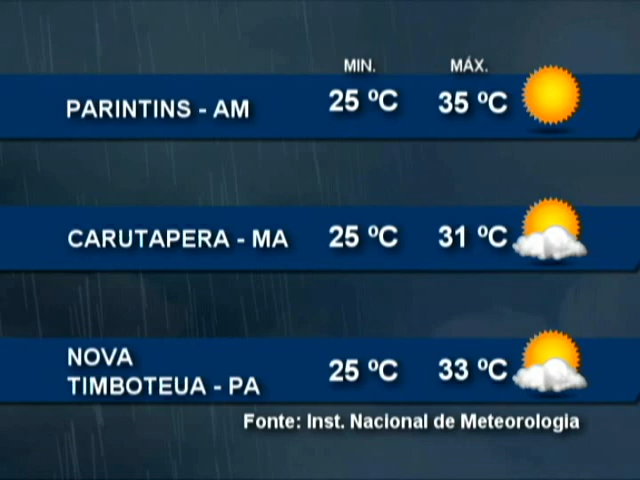 MIN. MÁX.
PARINTINS - AM 25 ºC 35 ºC
CARUTAPERA - MA 25 ºC 31 ºC
NOVA
TIMBOTEUA - PA 25 ºC 33 ºC
Fonte: Inst. Nacional de Meteorologia